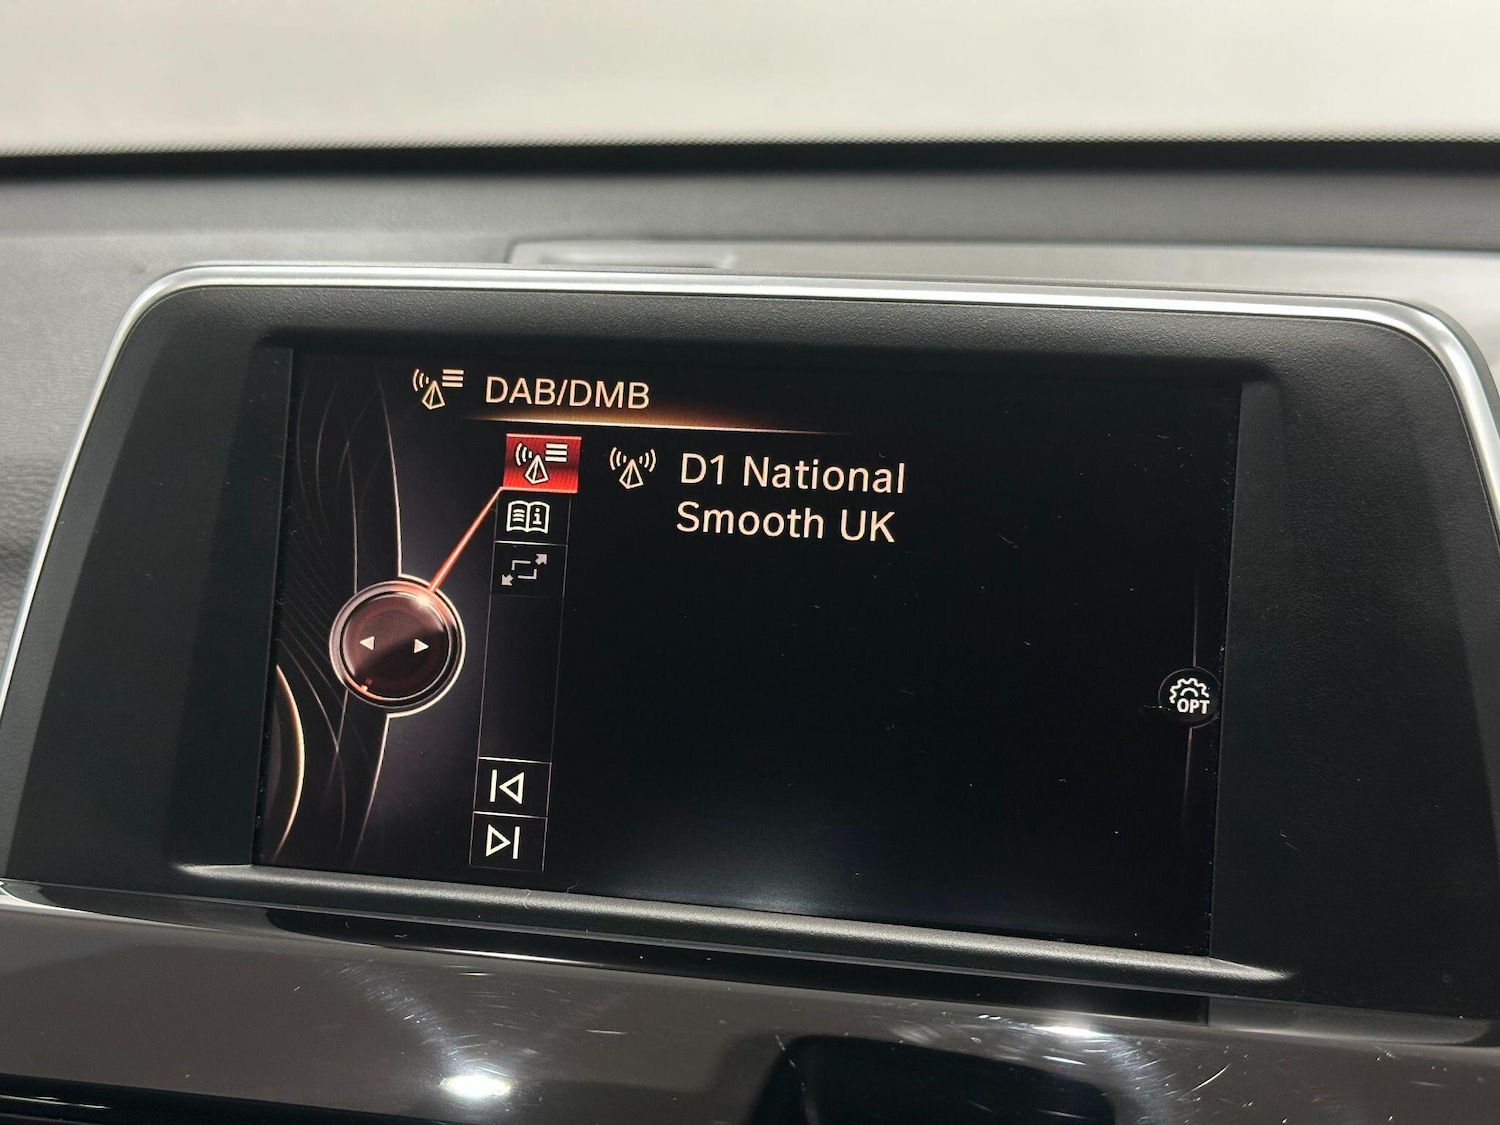 DAB/DMB
D1 National
Smooth UK
OPT